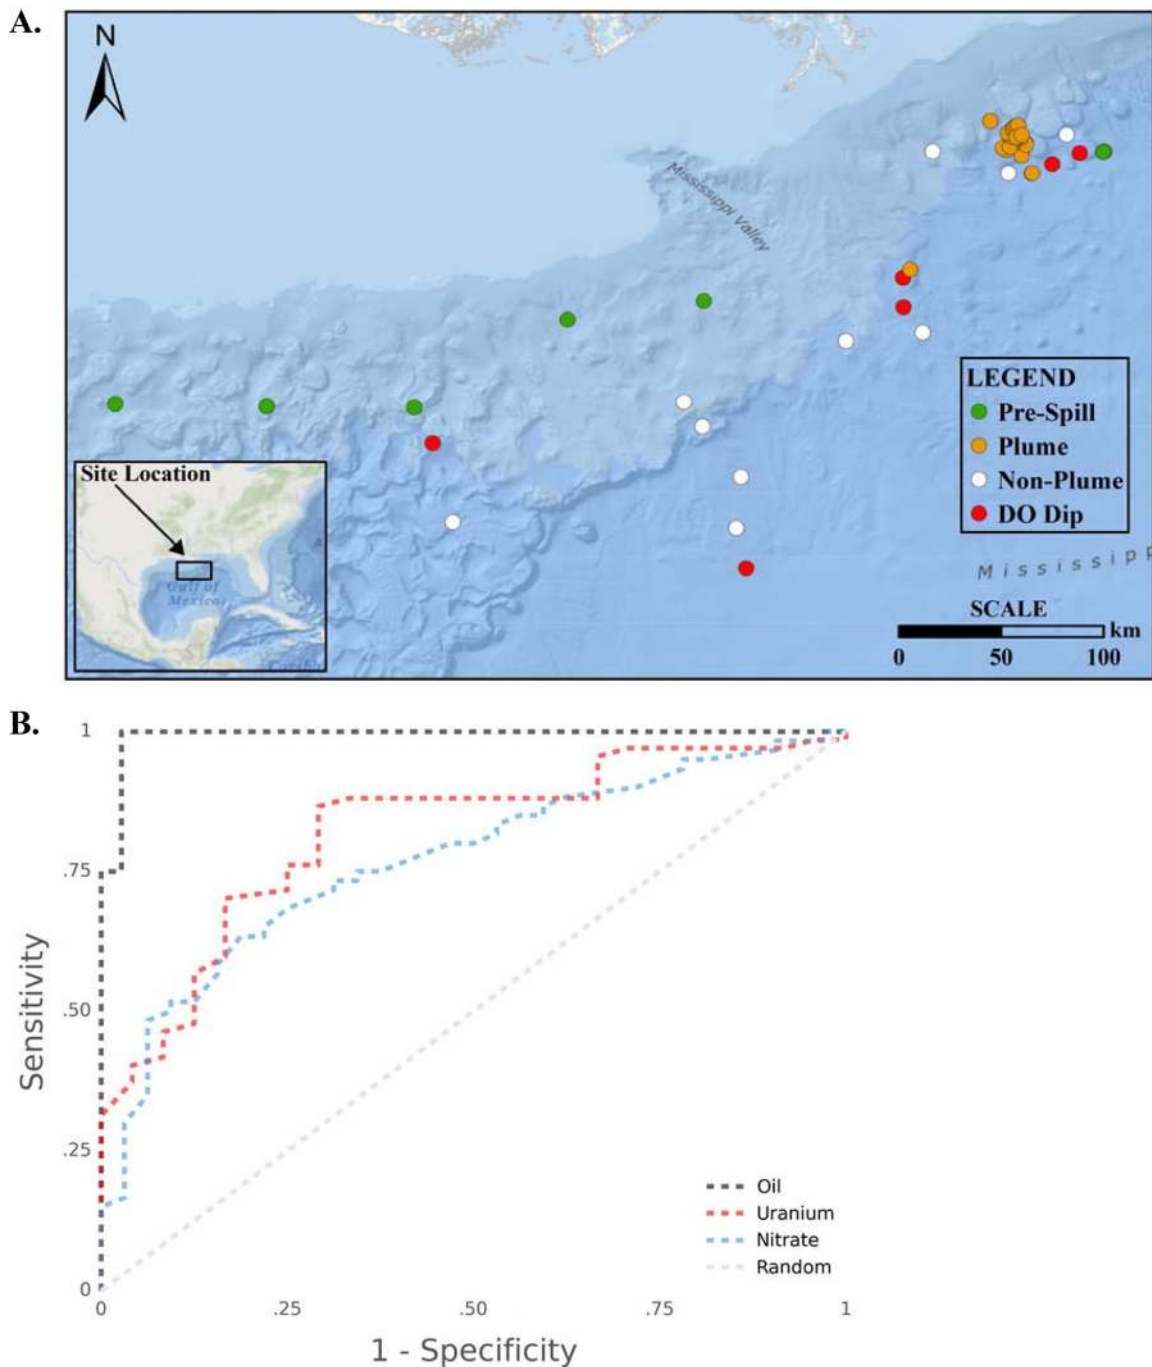 A.
N
Mississippi Valley
LEGEND
Pre-Spill
Plume
Non-Plume
DO Dip
Site Location
Gulf of
Mexico
Mississipp
SCALE
km
0 50 100
B.
1
.75
.50
.25
0
Sensitivity
Oil
Uranium
Nitrate
Random
0 .25 .50 .75 1
1 - Specificity